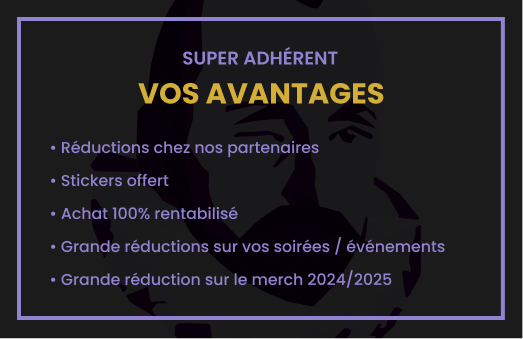 SUPER ADHÉRENT
VOS AVANTAGES
• Réductions chez nos partenaires
• Stickers offert
• Achat 100% rentabilisé
• Grande réductions sur vos soirées / événements
• Grande réduction sur le merch 2024/2025